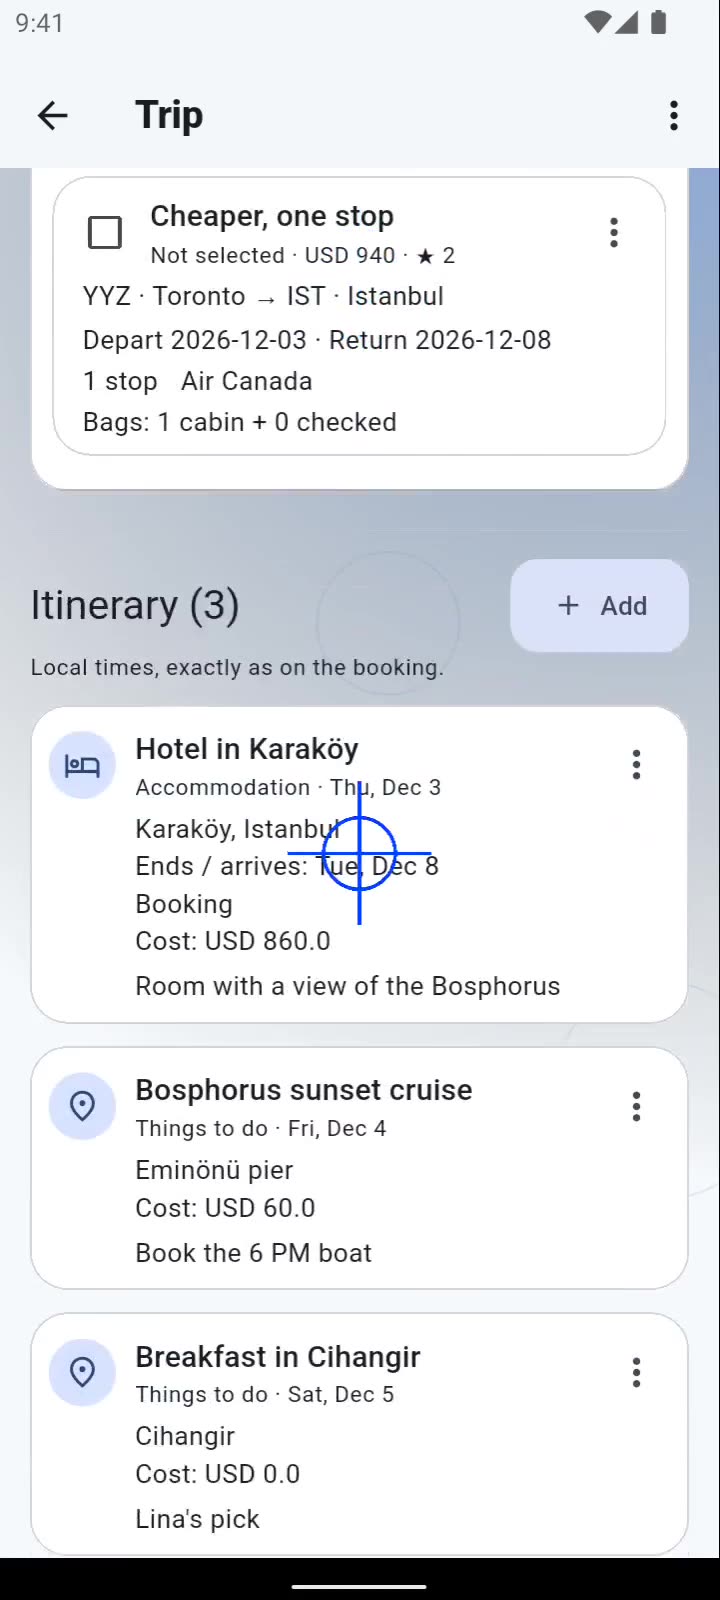 9:41
Trip
Cheaper, one stop
Not selected · USD 940 · ★ 2
YYZ · Toronto → IST · Istanbul
Depart 2026-12-03 · Return 2026-12-08
1 stop Air Canada
Bags: 1 cabin + 0 checked
Itinerary (3)
+ Add
Local times, exactly as on the booking.
Hotel in Karaköy
Accommodation · Thu, Dec 3
Karaköy, Istanbul
Ends / arrives: Tue, Dec 8
Booking
Cost: USD 860.0
Room with a view of the Bosphorus
Bosphorus sunset cruise
Things to do · Fri, Dec 4
Eminönü pier
Cost: USD 60.0
Book the 6 PM boat
Breakfast in Cihangir
Things to do · Sat, Dec 5
Cihangir
Cost: USD 0.0
Lina's pick